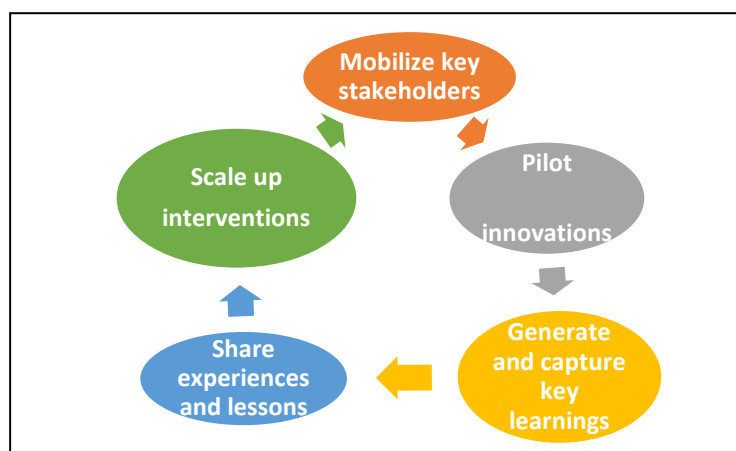 Mobilize key
stakeholders
Pilot
innovations
Generate
and capture
key
learnings
Share
experiences
and lessons
Scale up
interventions